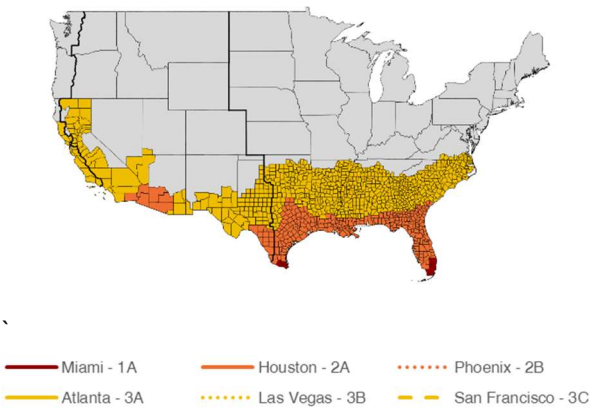 `
Miami - 1A Houston - 2A Phoenix - 2B
Atlanta - 3A Las Vegas - 3B San Francisco - 3C